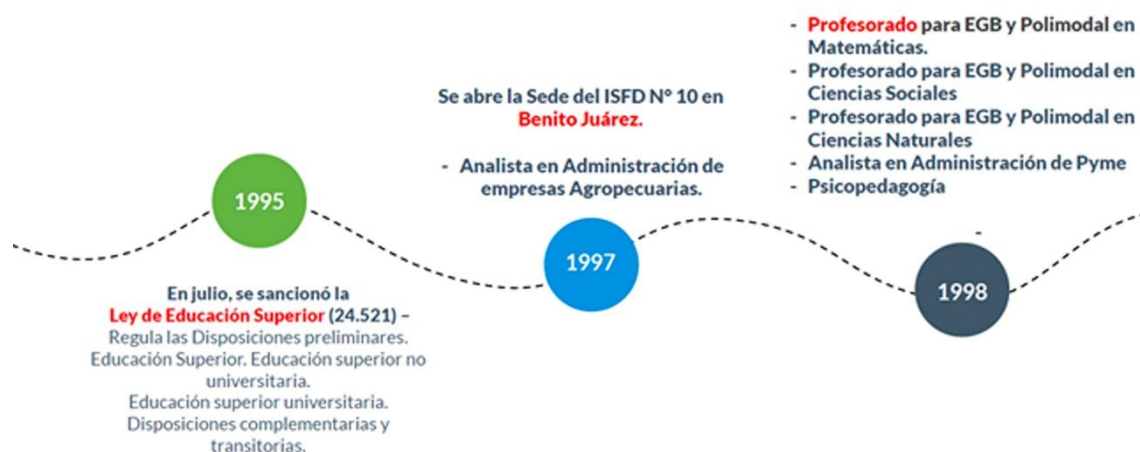 1995
En julio, se sancionó la
Ley de Educación Superior (24.521) –
Regula las Disposiciones preliminares.
Educación Superior. Educación superior no
universitaria.
Educación superior universitaria.
Disposiciones complementarias y
transitorias.
Se abre la Sede del ISFD N° 10 en
Benito Juárez.
- Analista en Administración de
empresas Agropecuarias.
1997
- Profesorado para EGB y Polimodal en
Matemáticas.
- Profesorado para EGB y Polimodal en
Ciencias Sociales
- Profesorado para EGB y Polimodal en
Ciencias Naturales
- Analista en Administración de Pyme
- Psicopedagogía
-
1998